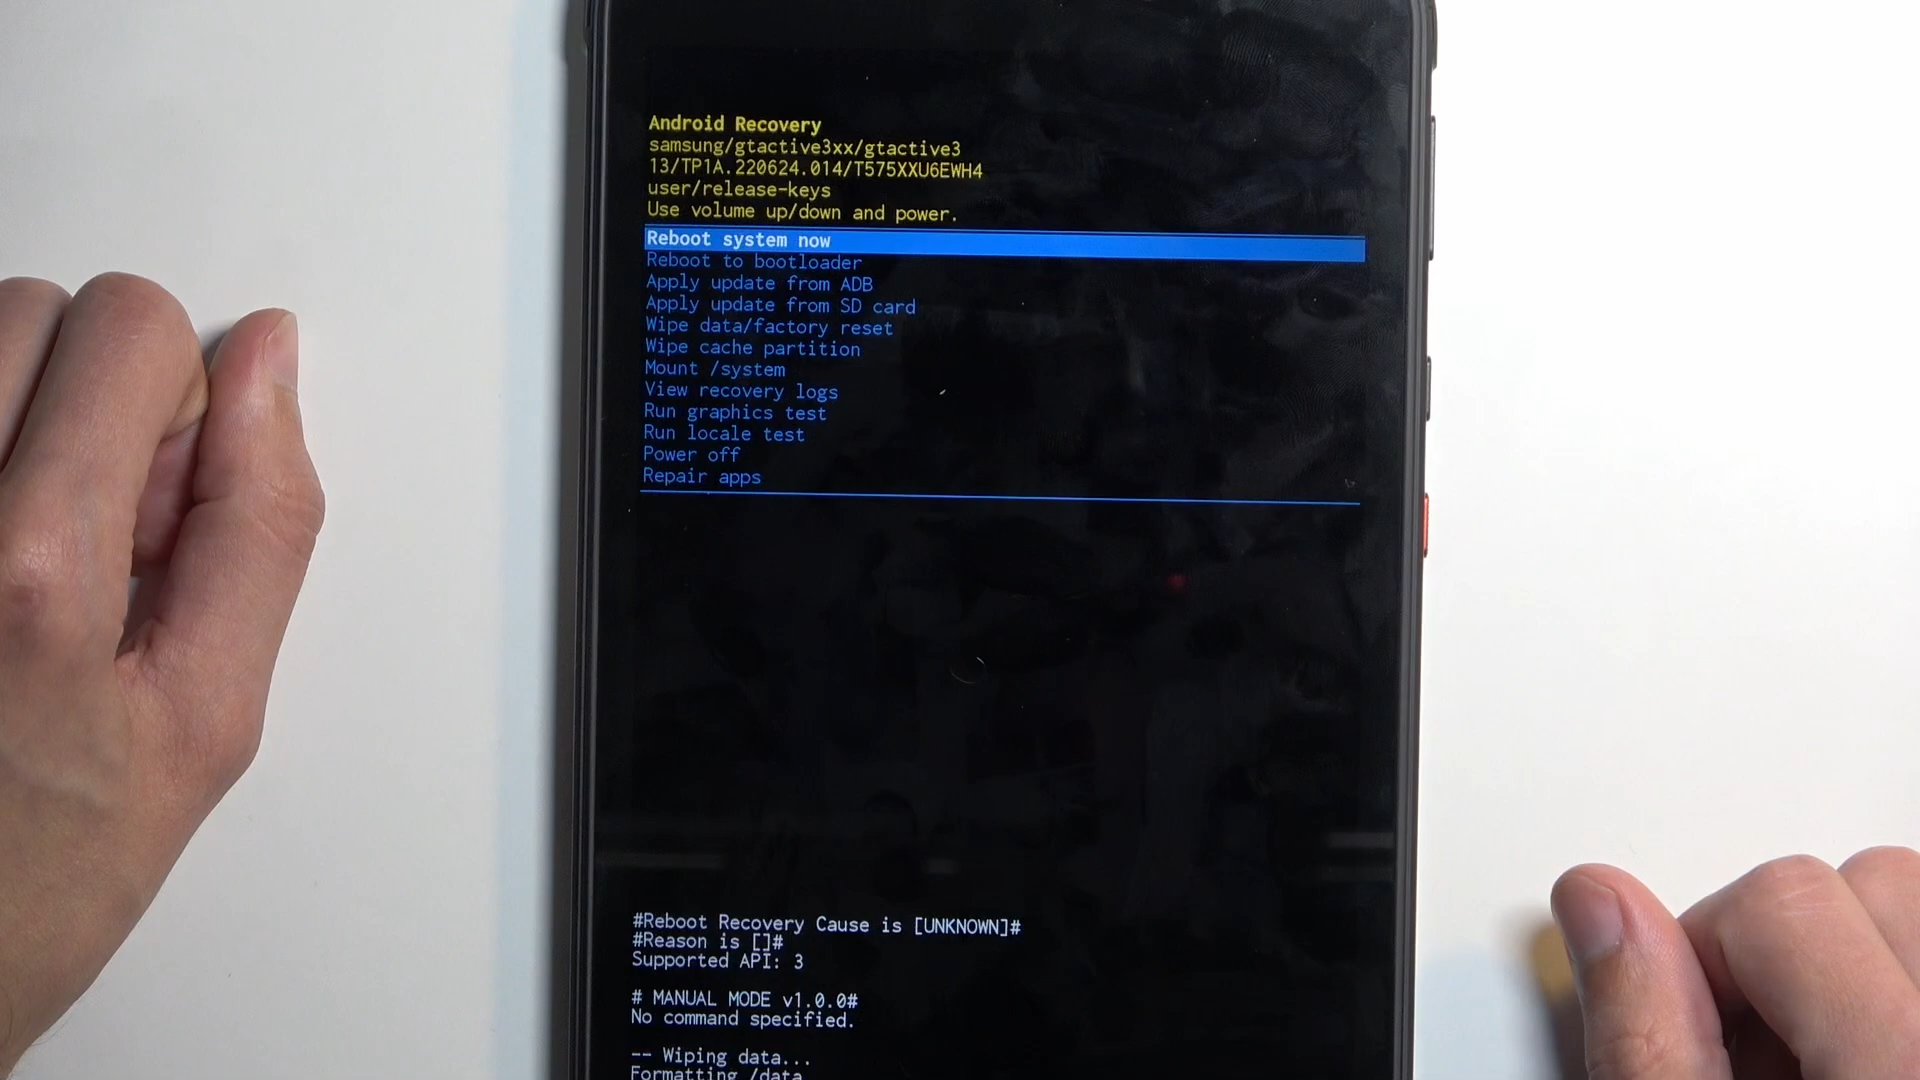 Android Recovery
samsung/gtactive3xx/gtactive3
13/TP1A.220624.014/T575XXU6EWH4
user/release-keys
Use volume up/down and power.
Reboot system now
Reboot to bootloader
Apply update from ADB
Apply update from SD card
Wipe data/factory reset
Wipe cache partition
Mount /system
View recovery logs
Run graphics test
Run locale test
Power off
Repair apps
#Reboot Recovery Cause is [UNKNOWN]#
#Reason is []#
Supported API: 3
# MANUAL MODE v1.0.0#
No command specified.
-- Wiping data...
Formatting /data